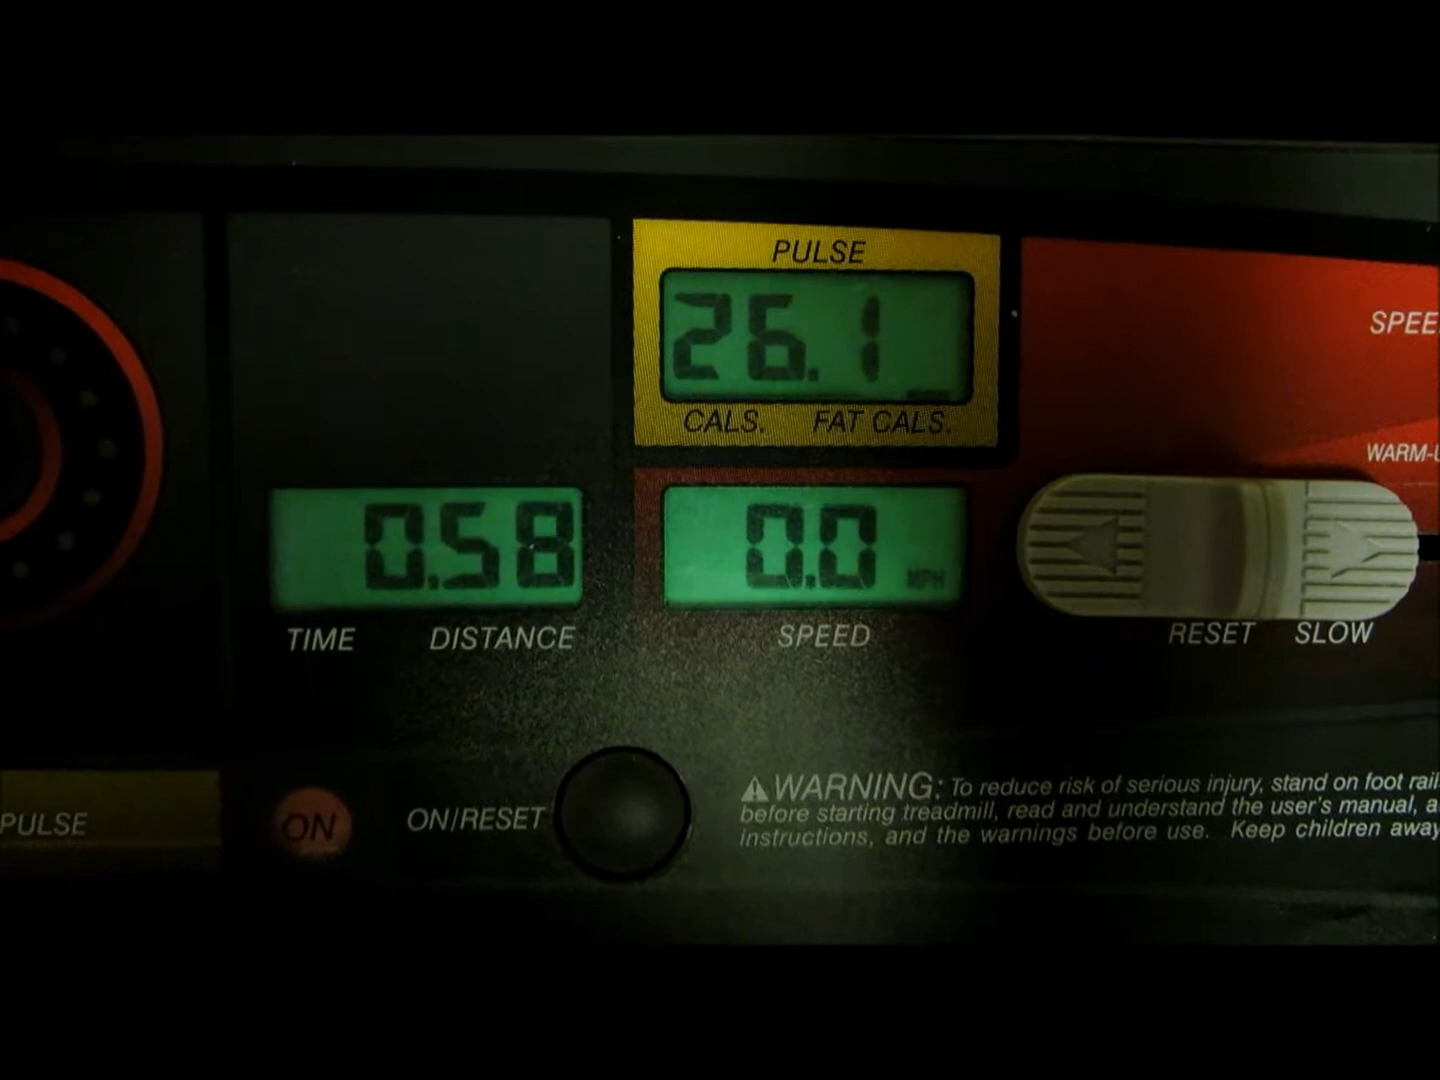 PULSE
26.1
CALS. FAT CALS.
WARM-U
0.58
0.0 MPH
TIME DISTANCE
SPEED
RESET SLOW
PULSE
ON
ON/RESET
⚠WARNING: To reduce risk of serious injury, stand on foot rail
before starting treadmill, read and understand the user's manual, a
instructions, and the warnings before use. Keep children away